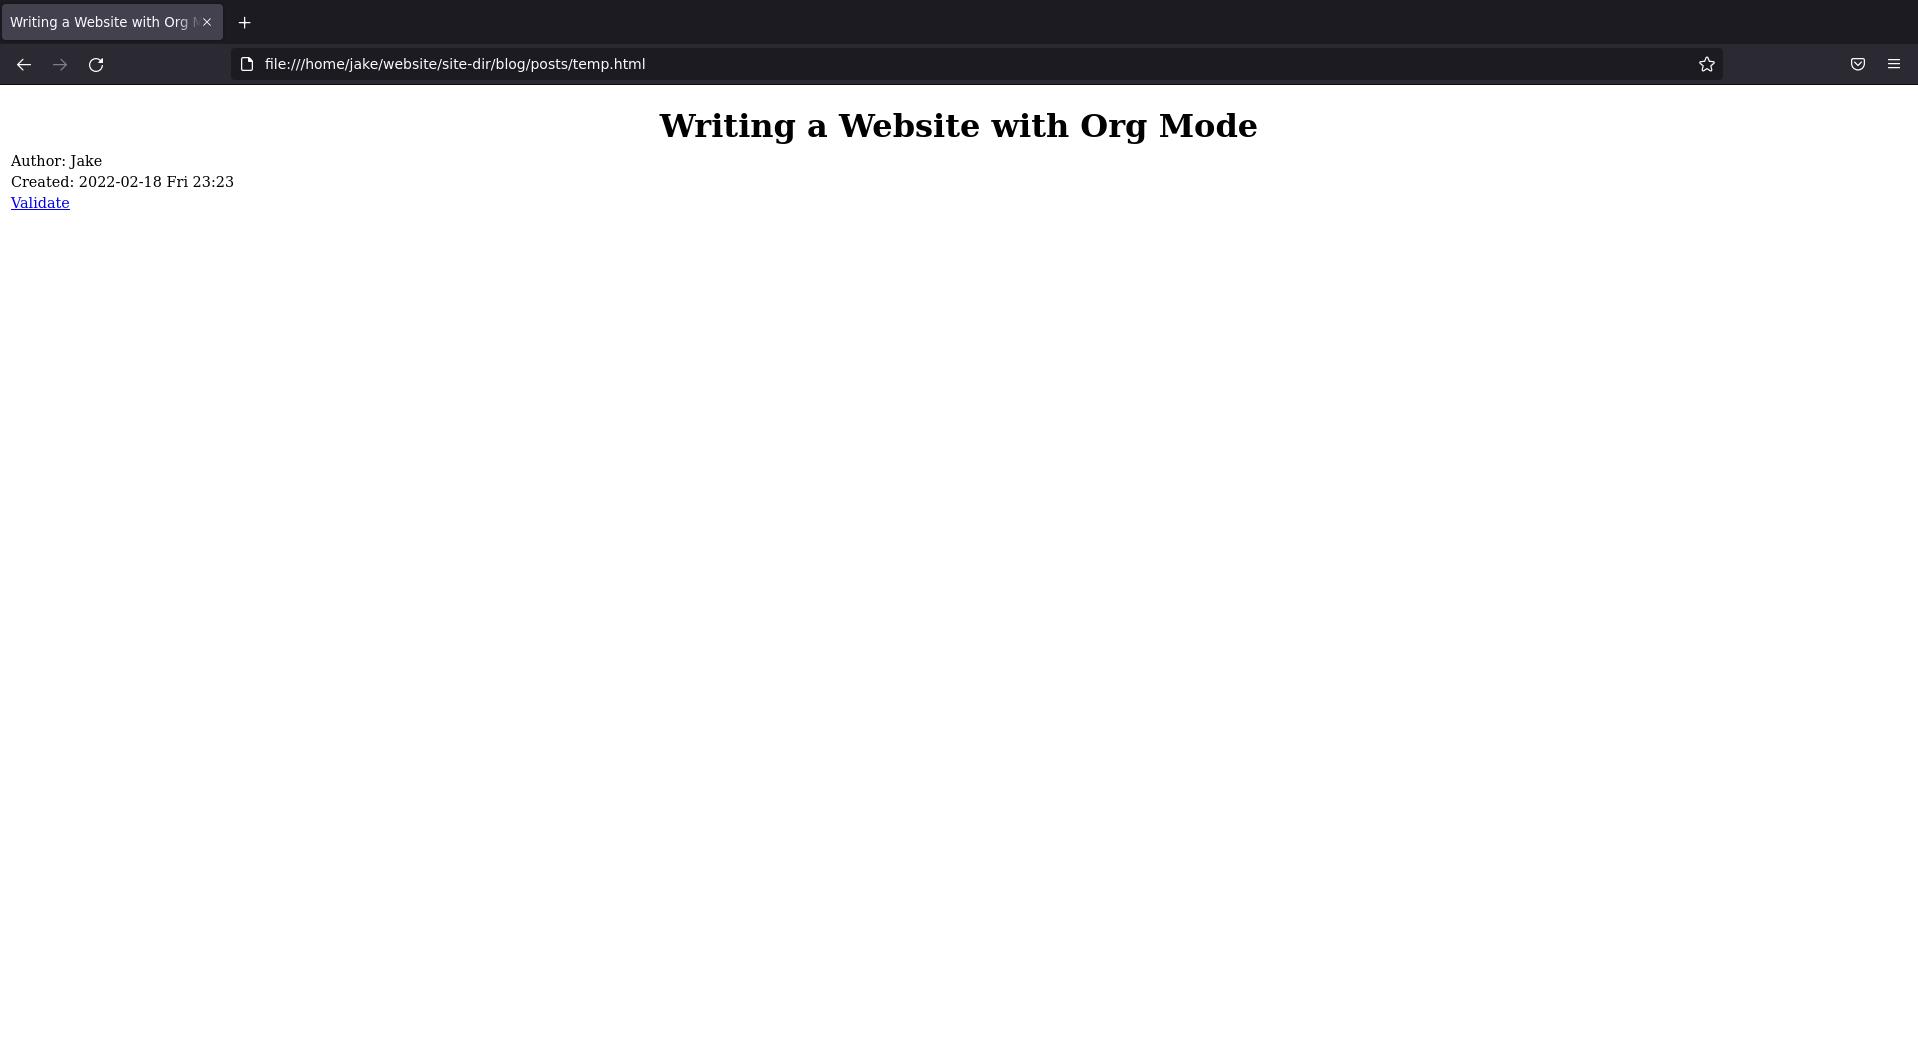 Writing a Website with Org
file:///home/jake/website/site-dir/blog/posts/temp.html
Writing a Website with Org Mode
Author: Jake
Created: 2022-02-18 Fri 23:23
Validate